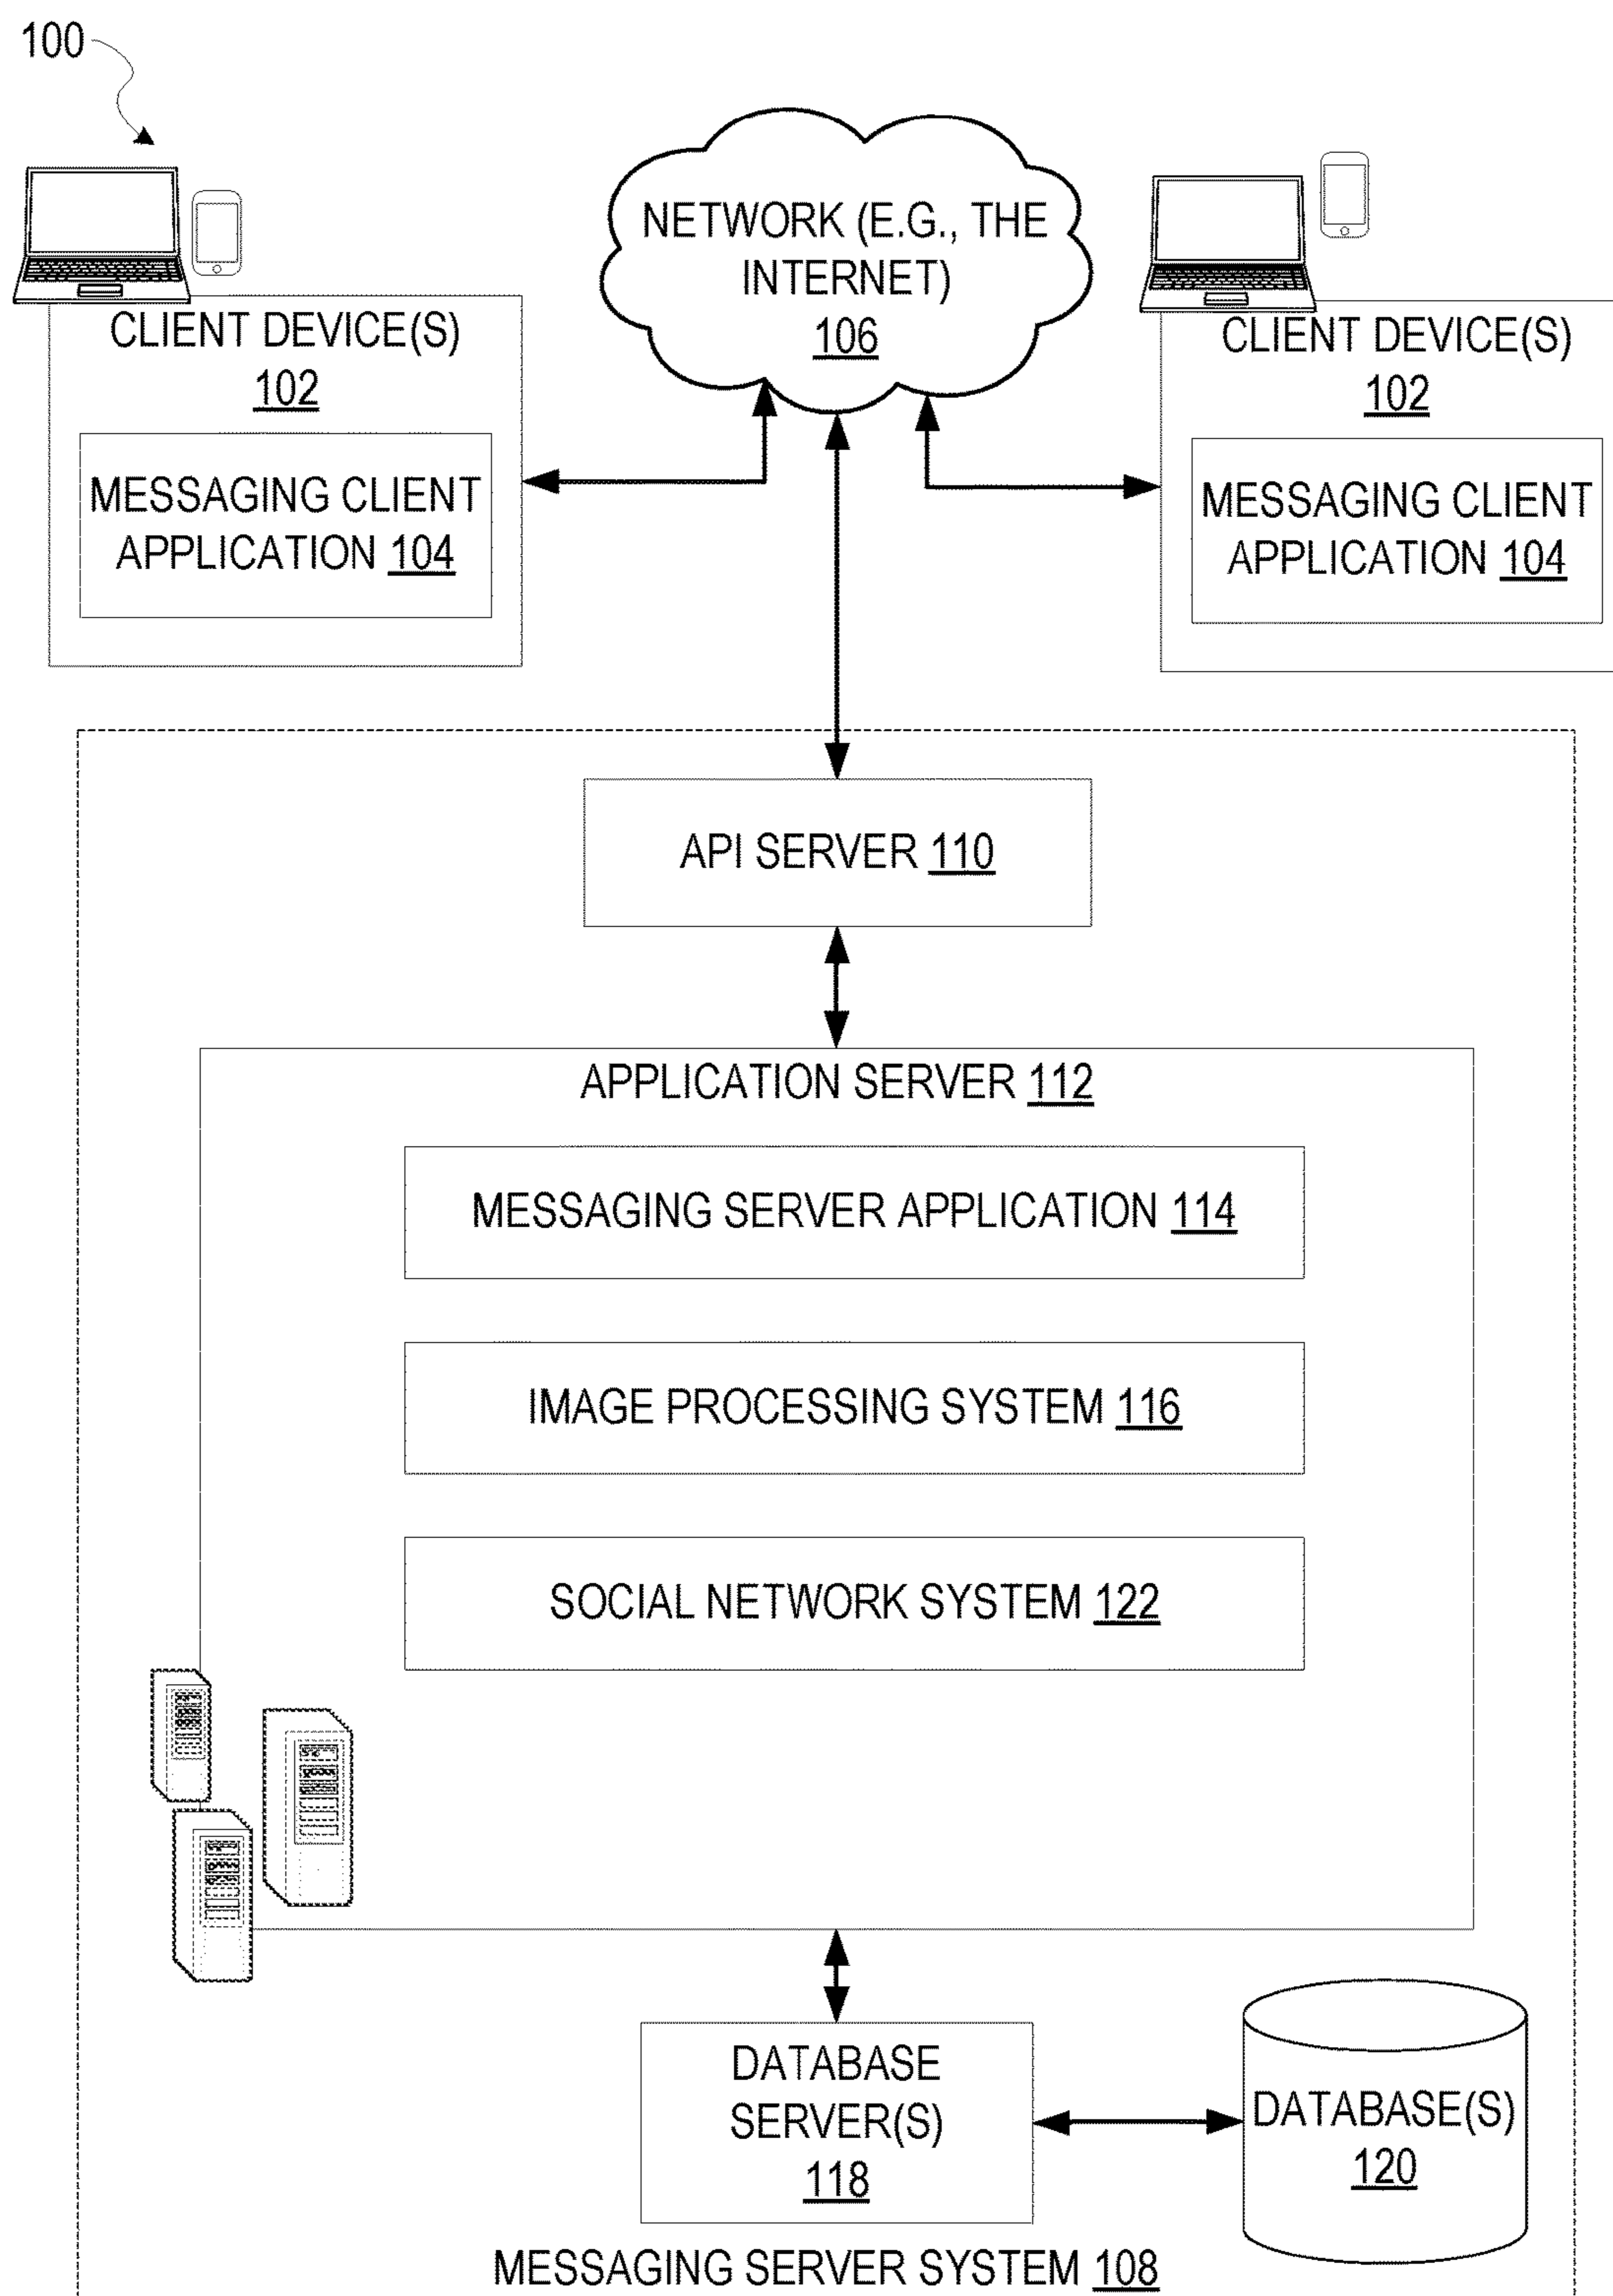 100
NETWORK (E.G., THE
INTERNET)
106
CLIENT DEVICE(S)
102
MESSAGING CLIENT
APPLICATION 104
CLIENT DEVICE(S)
102
MESSAGING CLIENT
APPLICATION 104
API SERVER 110
APPLICATION SERVER 112
MESSAGING SERVER APPLICATION 114
IMAGE PROCESSING SYSTEM 116
SOCIAL NETWORK SYSTEM 122
DATABASE
SERVER(S)
118
DATABASE(S)
120
MESSAGING SERVER SYSTEM 108